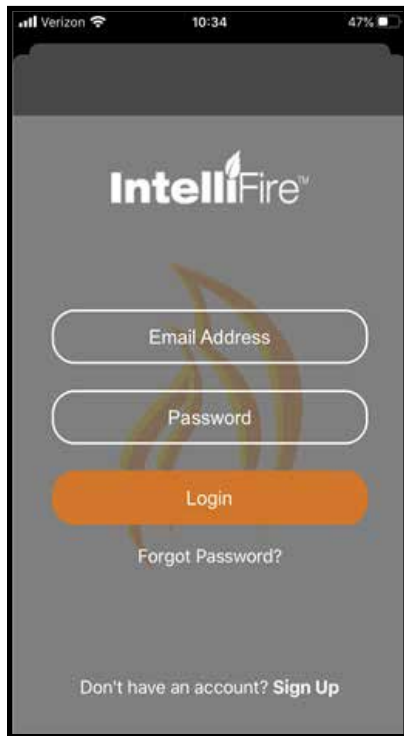 Verizon 10:34 47%
IntelliFire™
Email Address
Password
Login
Forgot Password?
Don't have an account? Sign Up